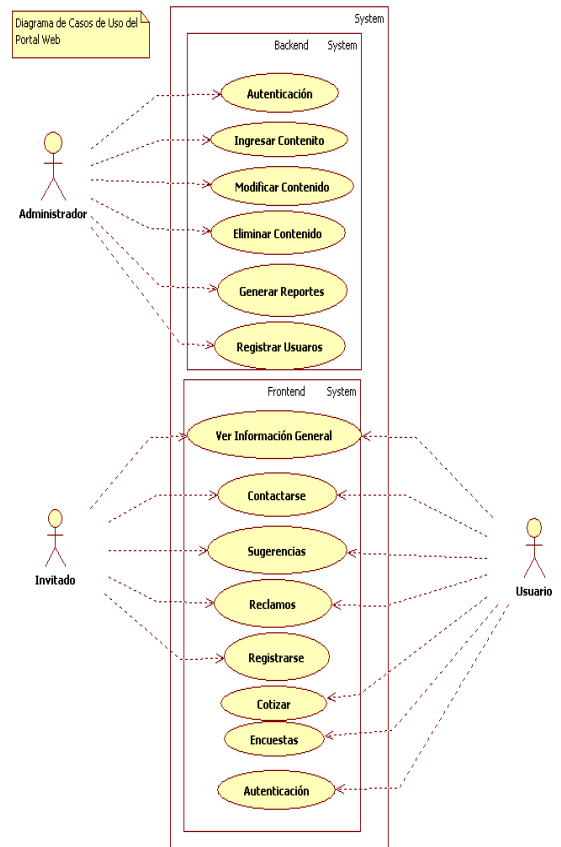 Diagrama de Casos de Uso del
Portal Web
System
Backend System
Autenticación
Ingresar Contenito
Modificar Contenido
Administrador
Eliminar Contenido
Generar Reportes
Registrar Usuaros
Frontend System
Ver Información General
Contactarse
Sugerencias
Invitado
Usuario
Reclamos
Registrarse
Cotizar
Encuestas
Autenticación